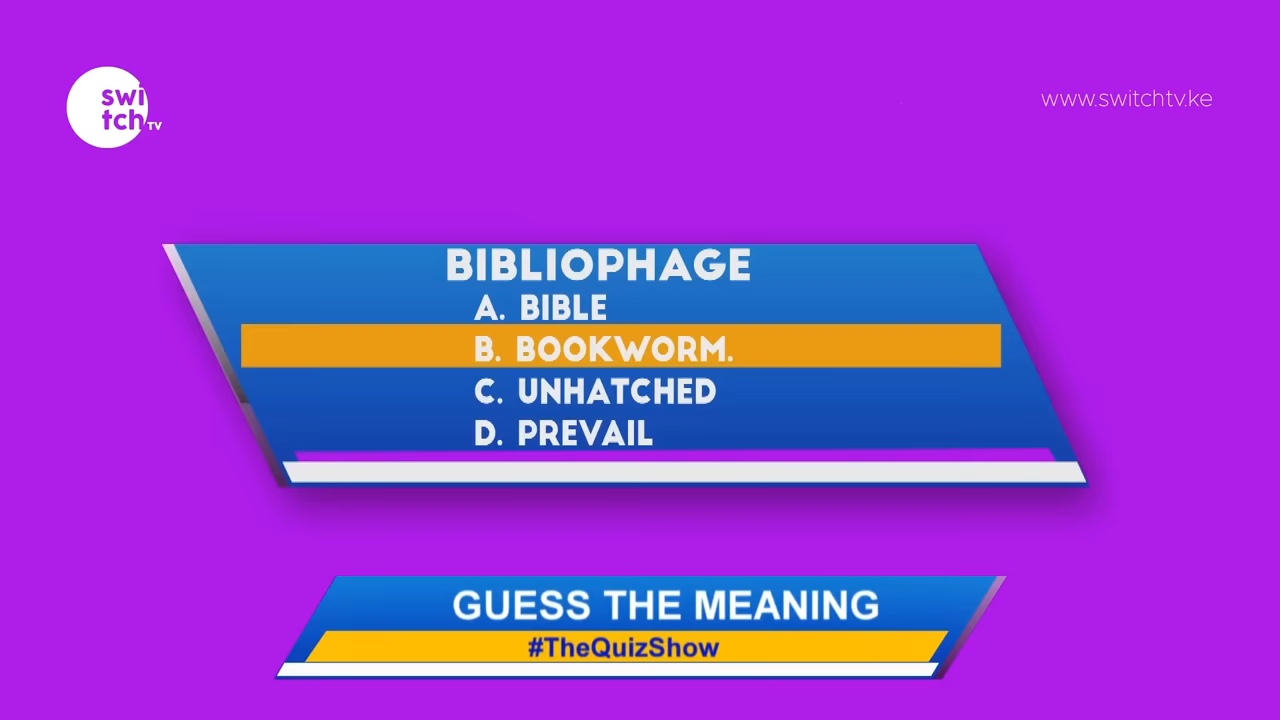 swi
tch TV
www.switchtv.ke
BIBLIOPHAGE
A. BIBLE
B. BOOKWORM.
C. UNHATCHED
D. PREVAIL
GUESS THE MEANING
#TheQuizShow